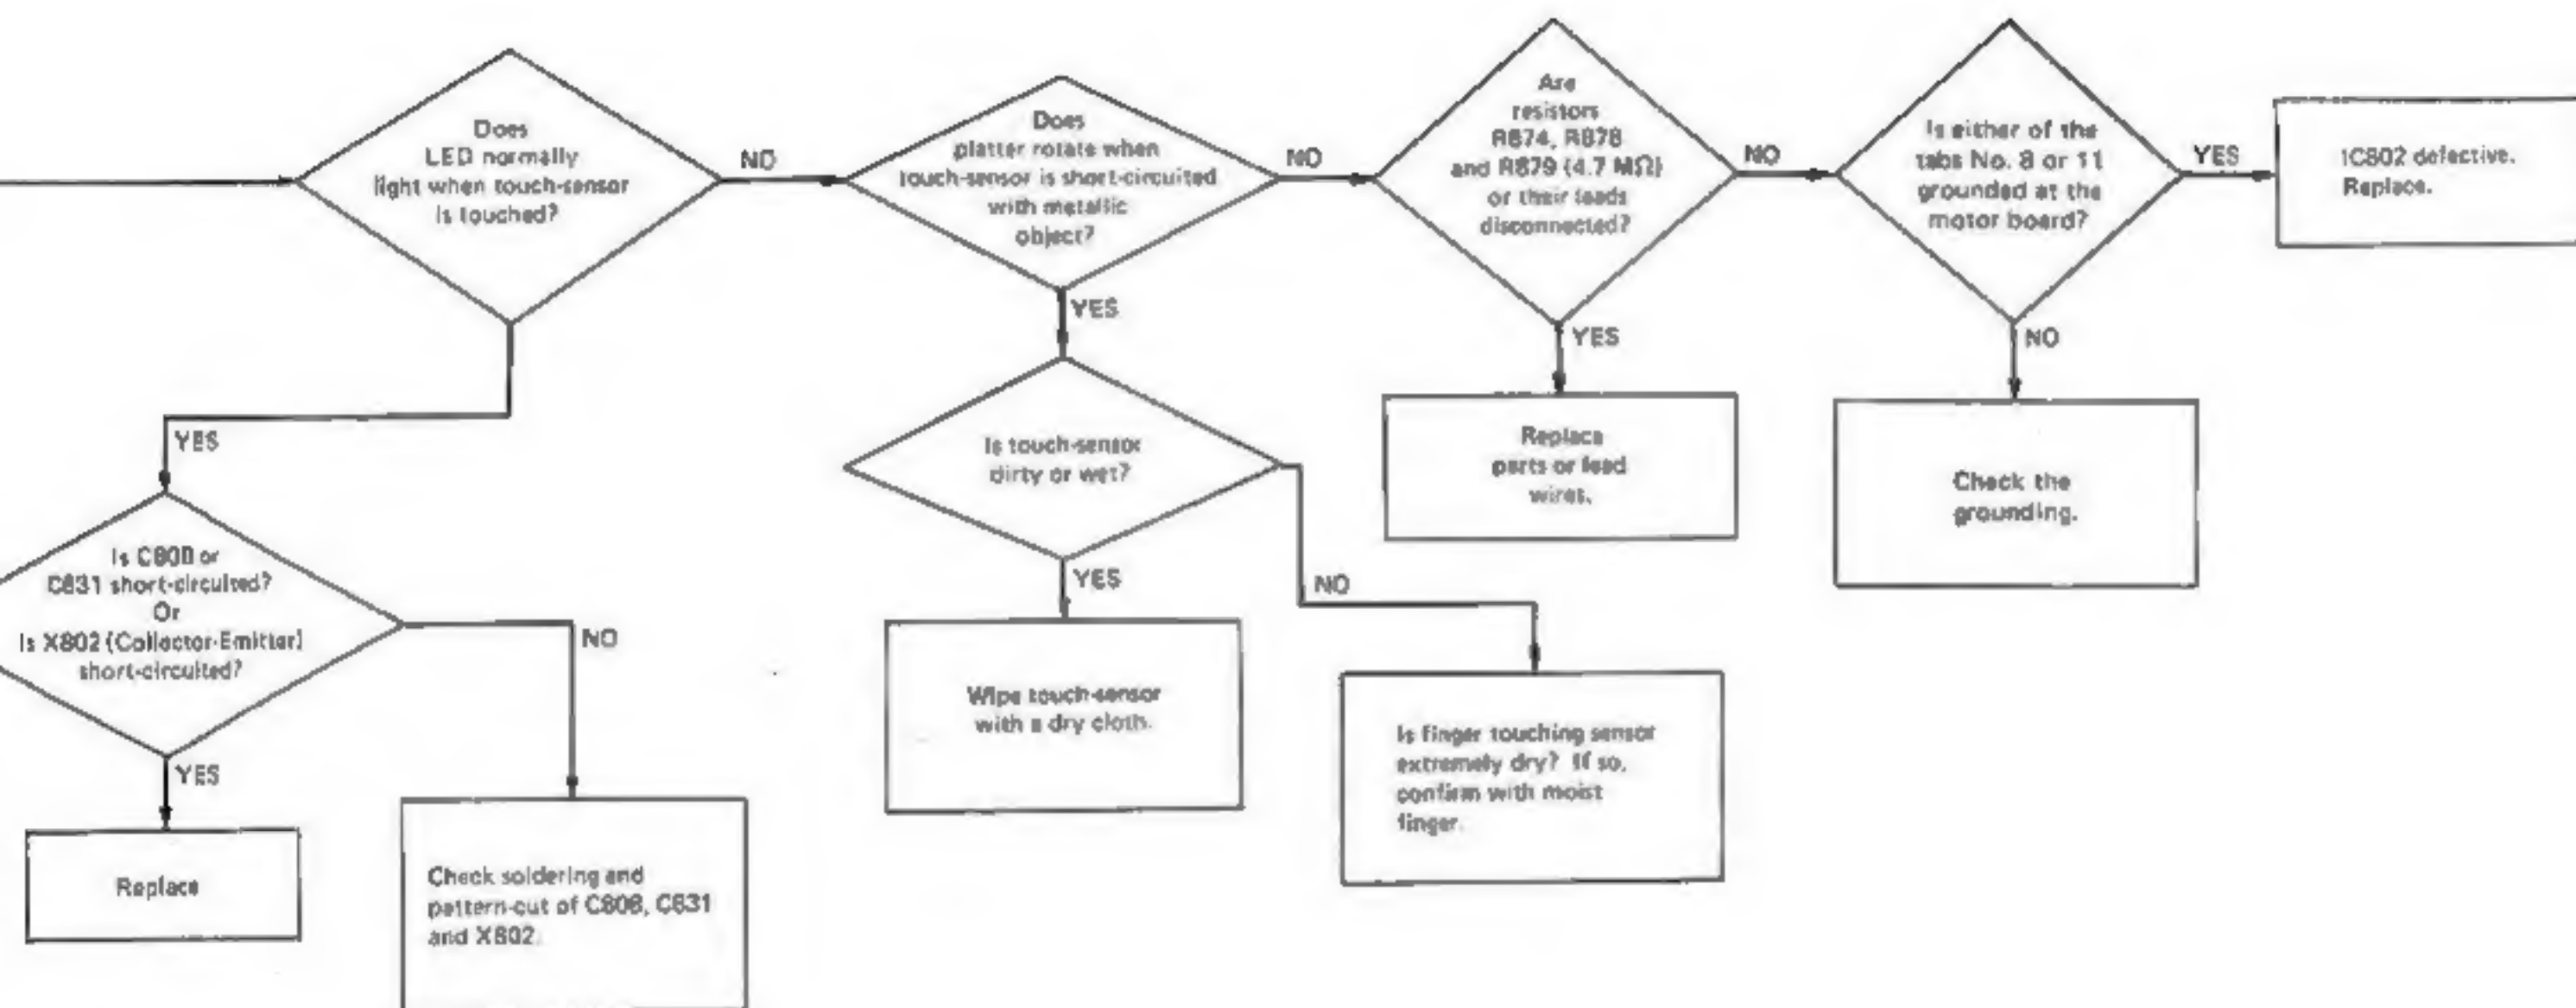 Does
LED normally
light when touch-sensor
is touched?
NO
YES
Does
platter rotate when
touch-sensor is short-circuited
with metallic
object?
NO
YES
Are
resistors
R874, R878
and R879 (4.7 MΩ)
or their leads
disconnected?
NO
YES
Is either of the
tabs No. 8 or 11
grounded at the
motor board?
YES
NO
IC802 defective.
Replace.
Is touch-sensor
dirty or wet?
YES
NO
Replace
parts or lead
wires.
Check the
grounding.
Is or
C831 short-circuited?
Or
Is X802 (Collector-Emitter)
short-circuited?
NO
YES
Wipe touch-sensor
with a dry cloth.
Is finger touching sensor
extremely dry? If so,
confirm with moist
finger.
Replace
Check soldering and
pattern-cut of C831
and X802.